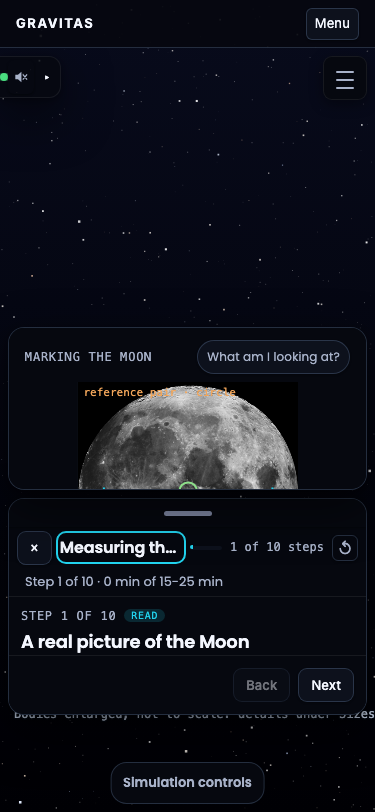 GRAVITAS
Menu
MARKING THE MOON
What am I looking at?
reference
× Measuring th... 1 of 10 steps
Step 1 of 10 · 0 min of 15–25 min
STEP 1 OF 10 READ
A real picture of the Moon
Back Next
Bodies enlarged, not to scale. details under Sizes
Simulation controls